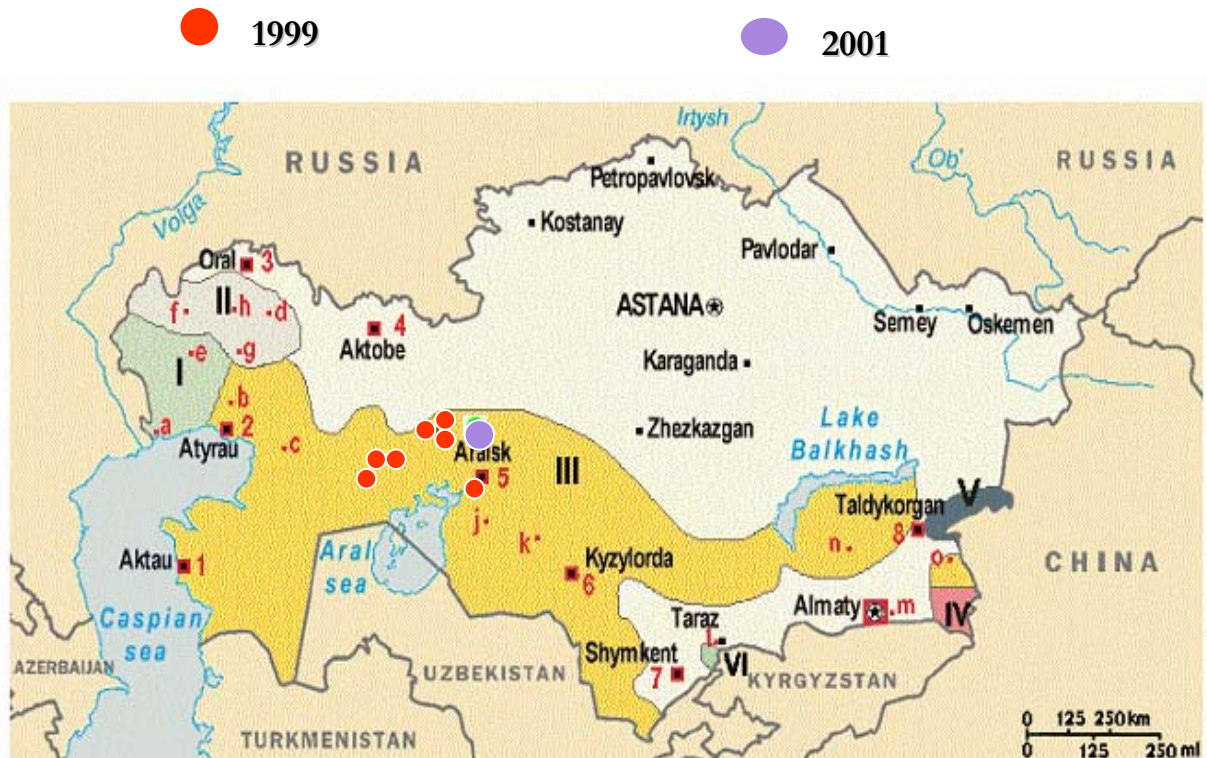 1999
2001
Irtysh
Ob'
RUSSIA
RUSSIA
Petropavlovsk
Volga
Kostanay
Pavlodar
Oral 3
II
f
h
d
ASTANA
4
Semey
Oskemen
Aktobe
e
g
Karaganda
I
b
Lake
Balkhash
a
2
Zhezkazgan
Atyrau
c
Aralsk
5
III
V
Taldykorgan
j
8
k
n
Aral
sea
Kyzylorda
o
CHINA
Aktau 1
6
Almaty
m
IV
Caspian
sea
Taraz
l
Shymkent
VI
AZERBAIJAN
UZBEKISTAN
7
KYRGYZSTAN
TURKMENISTAN
0 125 250 km
0 125 250 ml